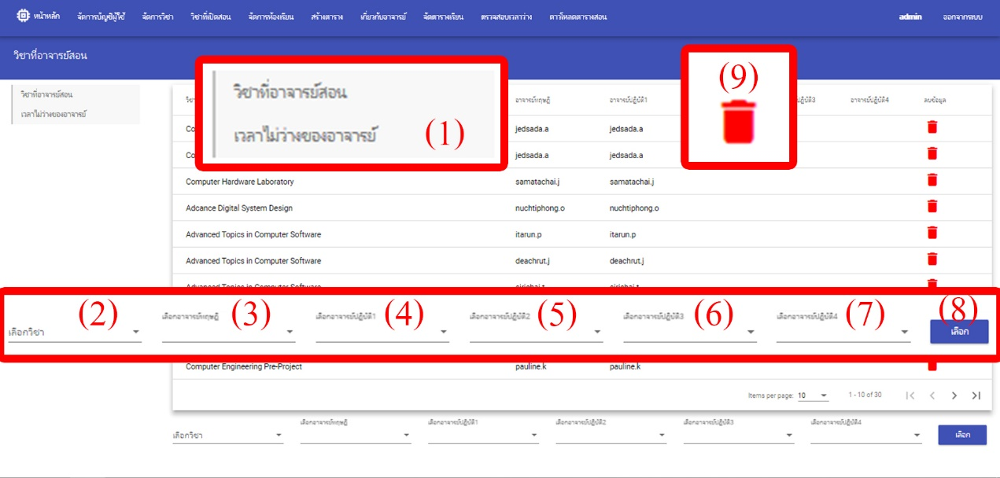 หน้าหลัก จัดการบัญชีผู้ใช้ จัดการวิชา วิชาที่เปิดสอน จัดการห้องเรียน สร้างตาราง เกี่ยวกับอาจารย์ จัดตารางเรียน ตรวจสอบเวลาว่าง ดาวโหลดตารางสอน admin ออกจากระบบ
วิชาที่อาจารย์สอน
วิชาที่อาจารย์สอน
เวลาไม่ว่างของอาจารย์
วิชาที่อาจารย์สอน
เวลาไม่ว่างของอาจารย์ (1)
(9)
อาจารย์ทฤษฎี อาจารย์ปฏิบัติ1 อาจารย์ปฏิบัติ4 ลบข้อมูล
Co jedsada.a jedsada.a
Co jedsada.a jedsada.a
Computer Hardware Laboratory samatachai.j samatachai.j
Adcance Digital System Design nuchtiphong.o nuchtiphong.o
Advanced Topics in Computer Software itarun.p itarun.p
Advanced Topics in Computer Software deachrut.j deachrut.j
Advanced Topics in Computer Software sirichai.t sirichai.t
(2) (3) (4) (5) (6) (7) (8)
เลือกวิชา เลือกอาจารย์ทฤษฎี เลือกอาจารย์ปฏิบัติ1 เลือกอาจารย์ปฏิบัติ2 เลือกอาจารย์ปฏิบัติ3 เลือกอาจารย์ปฏิบัติ4 เลือก
Computer Engineering Pre-Project pauline.k pauline.k
Items per page: 10 1 - 10 of 30
เลือกวิชา เลือกอาจารย์ทฤษฎี เลือกอาจารย์ปฏิบัติ1 เลือกอาจารย์ปฏิบัติ2 เลือกอาจารย์ปฏิบัติ3 เลือกอาจารย์ปฏิบัติ4 เลือก